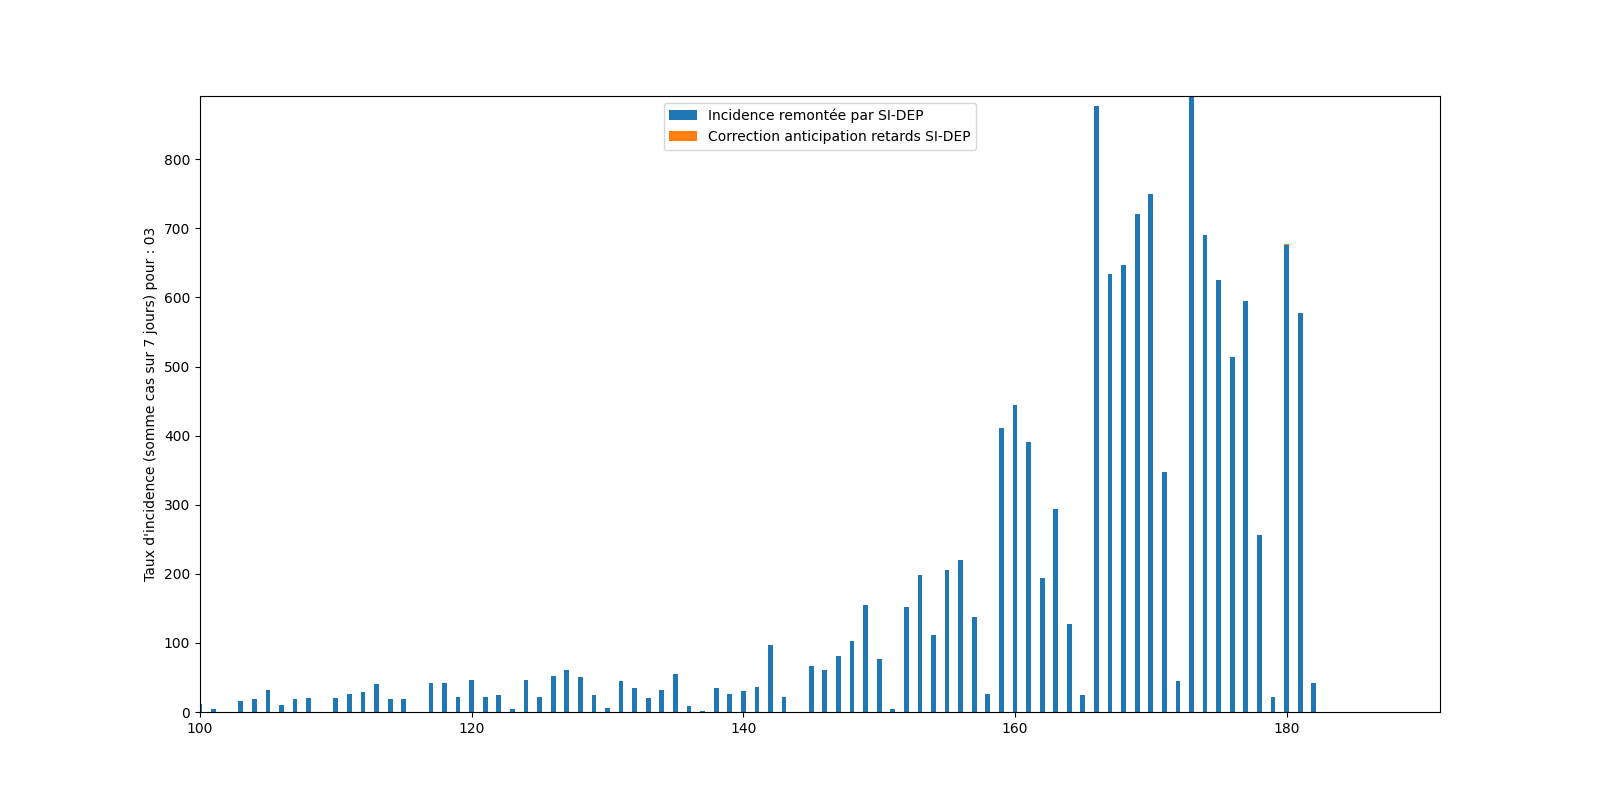 Incidence remontée par SI-DEP
Correction anticipation retards SI-DEP
Taux d'incidence (somme cas sur 7 jours) pour : 03
800
700
600
500
400
300
200
100
0
100 120 140 160 180